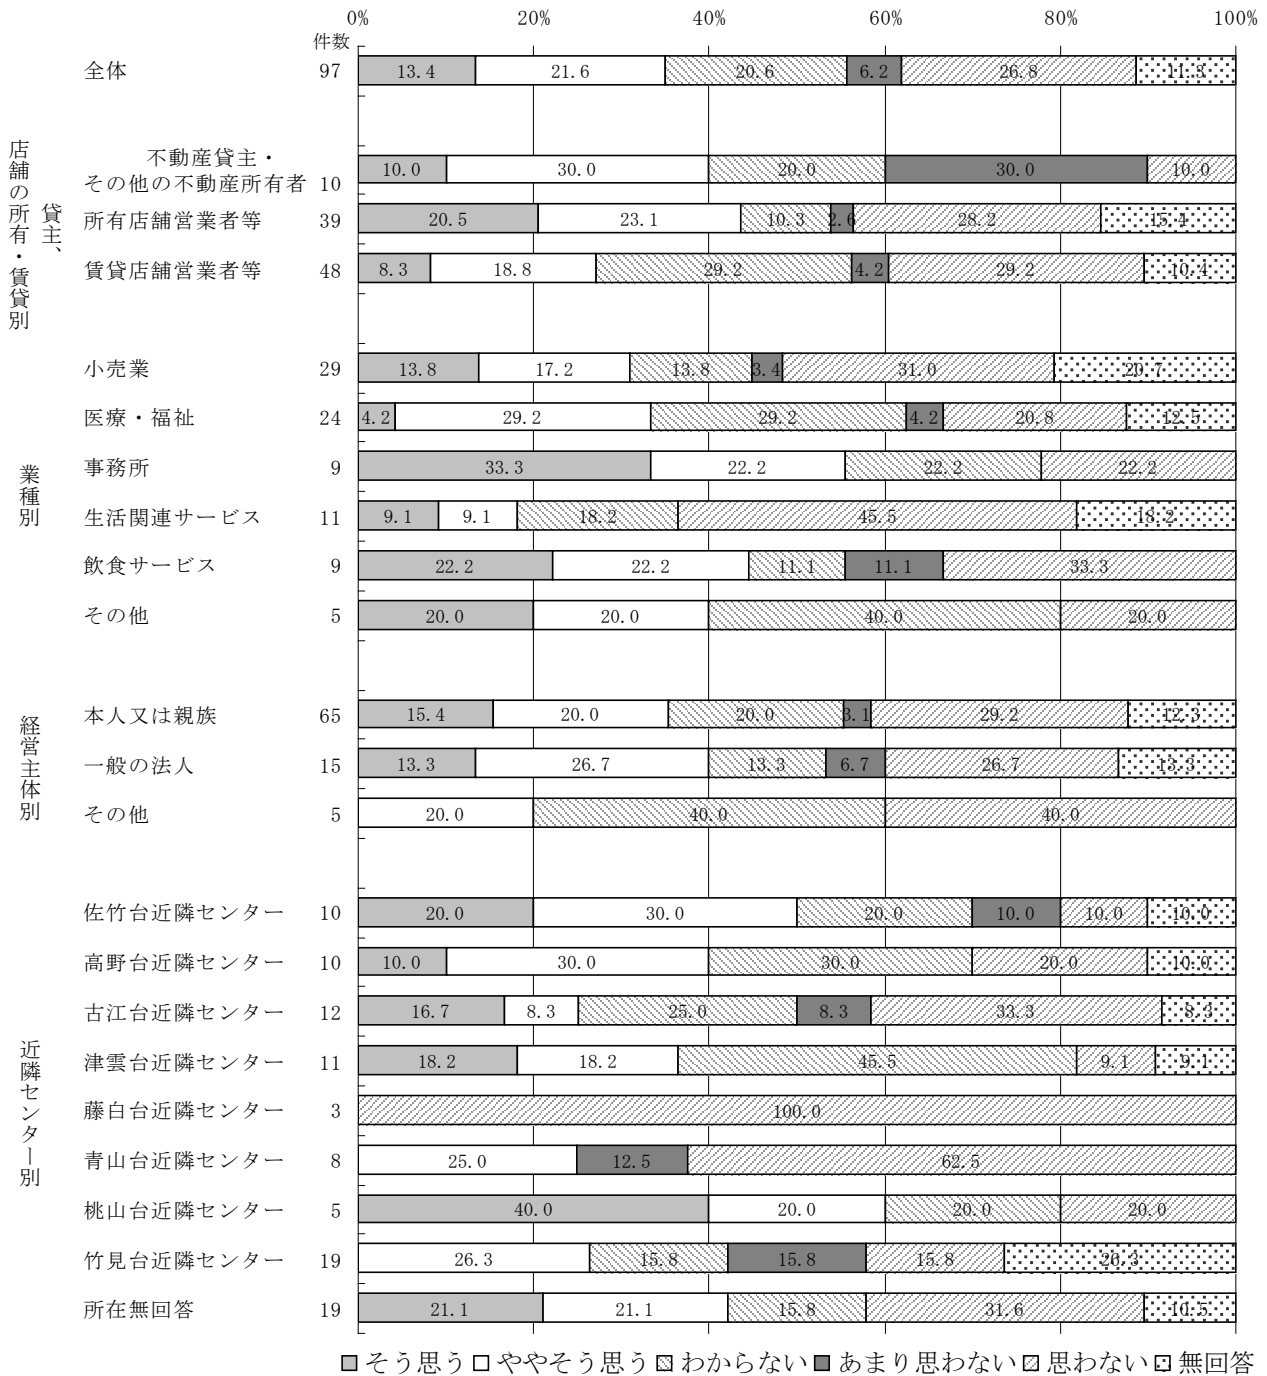 0% 20% 40% 60% 80% 100%
件数
全体 97 13.4 21.6 20.6 6.2 26.8 11.3
店舗の所有・賃貸別
貸主、
不動産貸主・
その他の不動産所有者 10 10.0 30.0 20.0 30.0 10.0
所有店舗営業者等 39 20.5 23.1 10.3 2.6 28.2 15.4
賃貸店舗営業者等 48 8.3 18.8 29.2 4.2 29.2 10.4
業種別
小売業 29 13.8 17.2 13.8 3.4 31.0 20.7
医療・福祉 24 4.2 29.2 29.2 4.2 20.8 12.5
事務所 9 33.3 22.2 22.2 22.2
生活関連サービス 11 9.1 9.1 18.2 45.5 18.2
飲食サービス 9 22.2 22.2 11.1 11.1 33.3
その他 5 20.0 20.0 40.0 20.0
経営主体別
本人又は親族 65 15.4 20.0 20.0 3.1 29.2 12.3
一般の法人 15 13.3 26.7 13.3 6.7 26.7 13.3
その他 5 20.0 40.0 40.0
近隣センター別
佐竹台近隣センター 10 20.0 30.0 20.0 10.0 10.0 10.0
高野台近隣センター 10 10.0 30.0 30.0 20.0 10.0
古江台近隣センター 12 16.7 8.3 25.0 8.3 33.3 8.3
津雲台近隣センター 11 18.2 18.2 45.5 9.1 9.1
藤白台近隣センター 3 100.0
青山台近隣センター 8 25.0 12.5 62.5
桃山台近隣センター 5 40.0 20.0 20.0 20.0
竹見台近隣センター 19 26.3 15.8 15.8 15.8 26.3
所在無回答 19 21.1 21.1 15.8 31.6 10.5
そう思う ややそう思う わからない あまり思わない 思わない 無回答